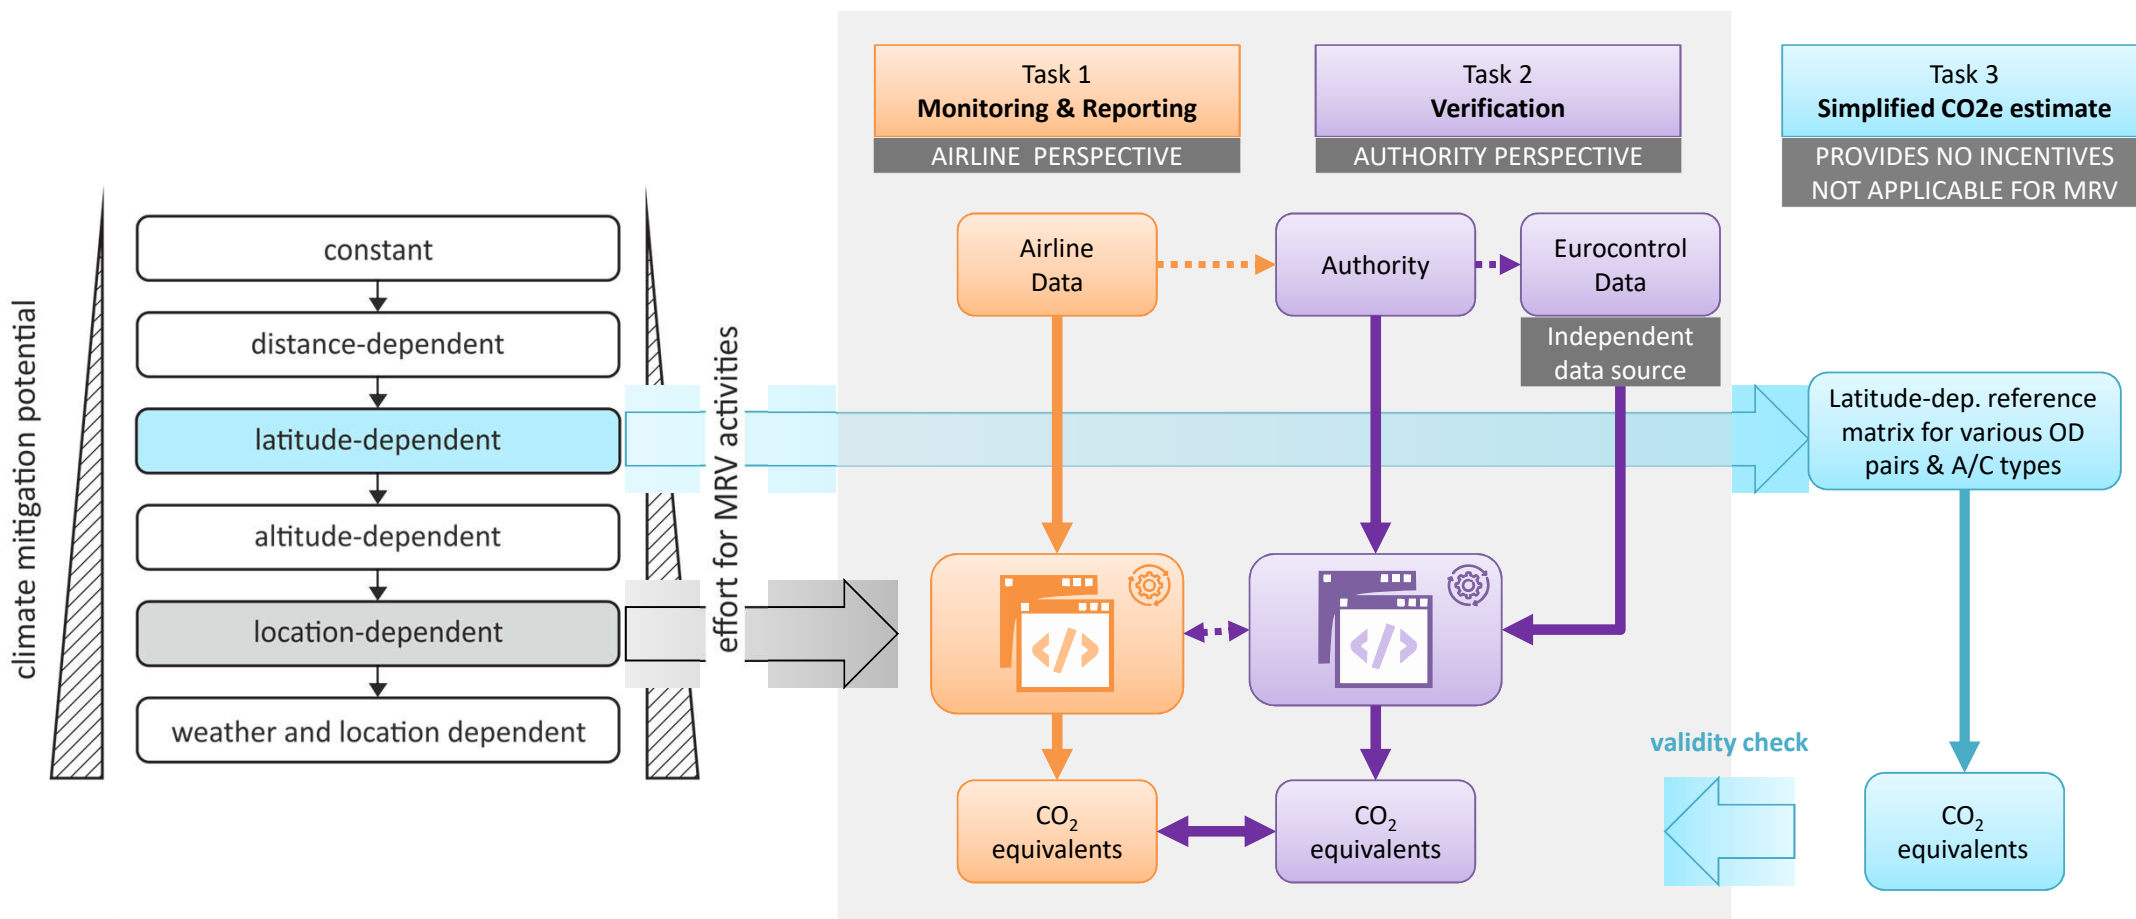 climate mitigation potential
constant
distance-dependent
latitude-dependent
altitude-dependent
location-dependent
weather and location dependent
effort for MRV activities
Task 1
Monitoring & Reporting
AIRLINE PERSPECTIVE
Task 2
Verification
AUTHORITY PERSPECTIVE
Task 3
Simplified CO2e estimate
PROVIDES NO INCENTIVES
NOT APPLICABLE FOR MRV
Airline
Data
Authority
Eurocontrol
Data
Independent
data source
Latitude-dep. reference
matrix for various OD
pairs & A/C types
</>
</>
validity check
CO₂
equivalents
CO₂
equivalents
CO₂
equivalents